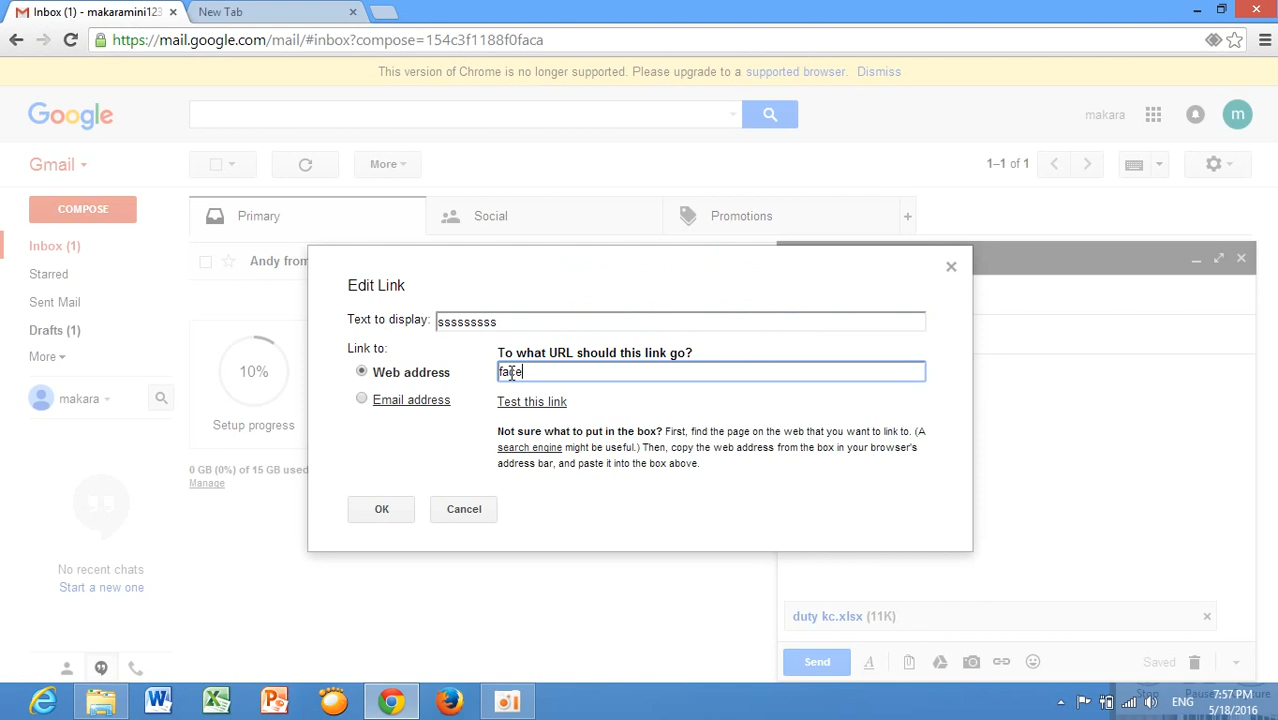 Inbox (1) - makaramini123
New Tab
https://mail.google.com/mail/#inbox?compose=154c3f1188f0faca
This version of Chrome is no longer supported. Please upgrade to a supported browser. Dismiss
Google
makara
m
Gmail
More
1–1 of 1
COMPOSE
Primary
Social
Promotions
+
Inbox (1)
Starred
Sent Mail
Drafts (1)
More
makara
Andy from
10%
Setup progress
0 GB (0%) of 15 GB used
Manage
No recent chats
Start a new one
Edit Link
Text to display: sssssssss
Link to:
Web address
Email address
To what URL should this link go?
face
Test this link
Not sure what to put in the box? First, find the page on the web that you want to link to. (A
search engine might be useful.) Then, copy the web address from the box in your browser's
address bar, and paste it into the box above.
OK
Cancel
duty kc.xlsx (11K)
Send
Saved
Stop
ENG
7:57 PM
5/18/2016